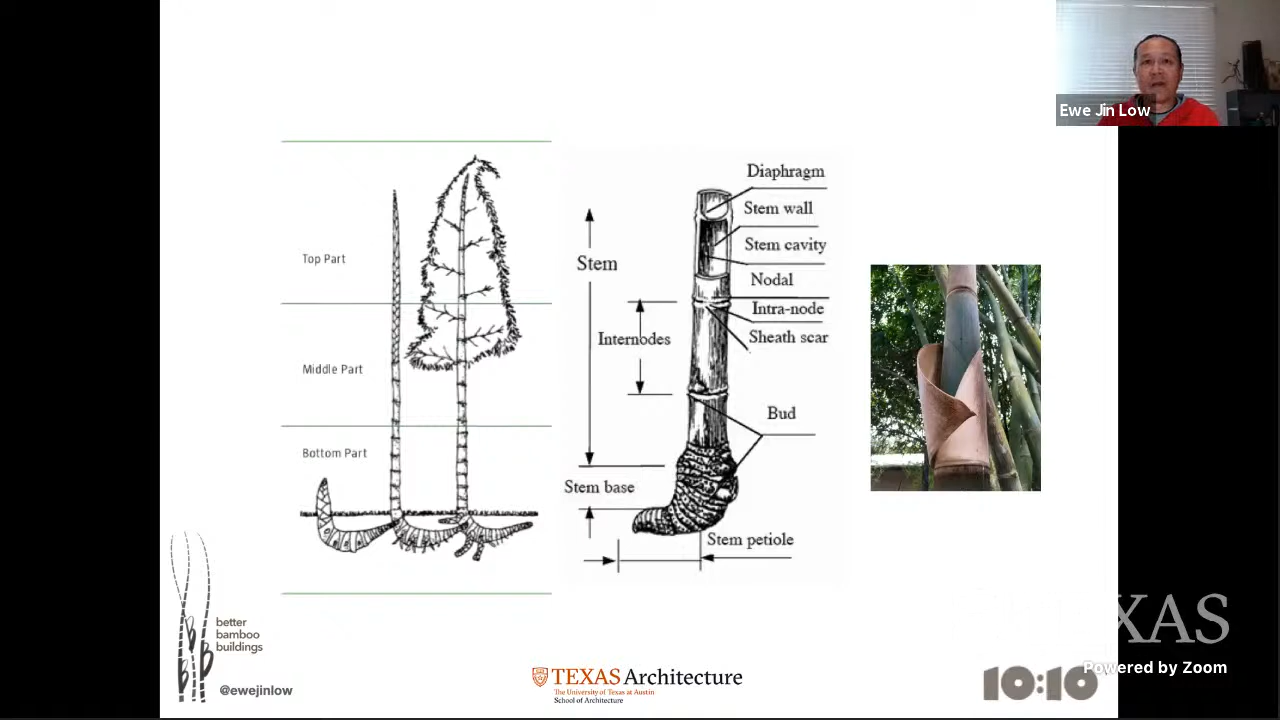 Ewe Jin Low
Top Part
Middle Part
Bottom Part
Stem
Internodes
Stem base
Diaphragm
Stem wall
Stem cavity
Nodal
Intra-node
Sheath scar
Bud
Stem petiole
better
bamboo
buildings
@ewejinlow
TEXAS Architecture
The University of Texas at Austin
School of Architecture
10:10
EXAS
Powered by Zoom